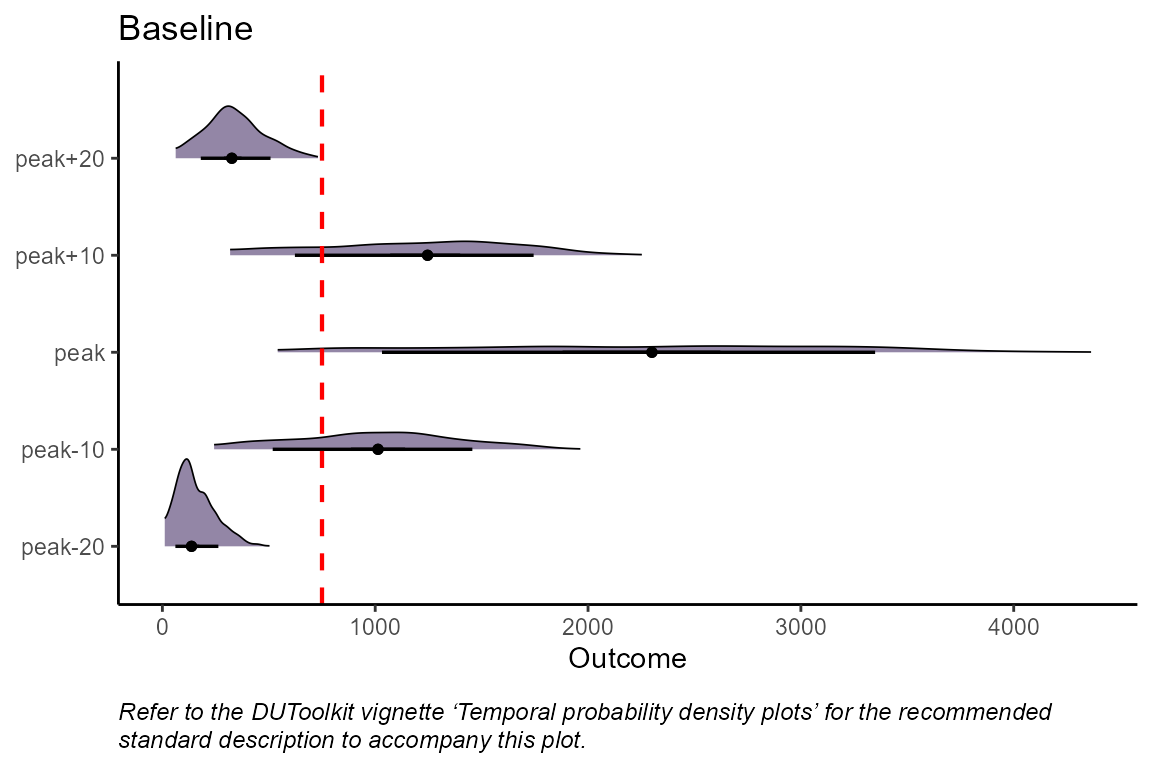 Baseline
peak+20
peak+10
peak
peak-10
peak-20
0 1000 2000 3000 4000
Outcome
Refer to the DUToolkit vignette ‘Temporal probability density plots’ for the recommended
standard description to accompany this plot.